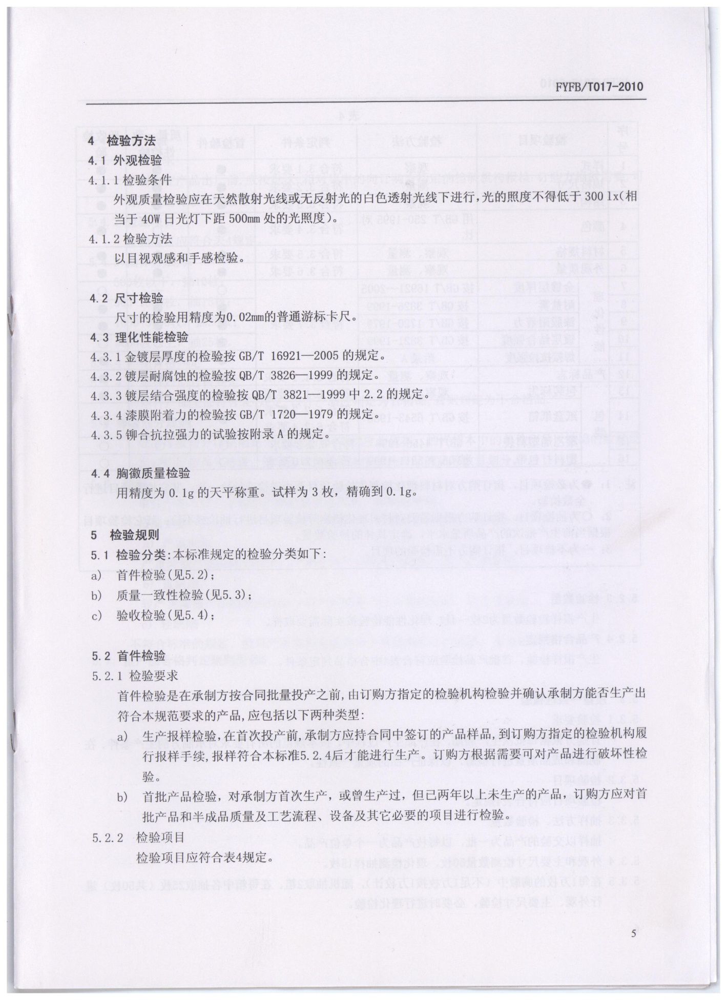 FYFB/T017-2010
4 检验方法
4.1 外观检验
4.1.1 检验条件
外观质量检验应在天然散射光线或无反射光的白色透射光线下进行,光的照度不得低于 300 lx(相
当于 40W 日光灯下距 500mm 处的光照度)。
4.1.2 检验方法
以目视观感和手感检验。
4.2 尺寸检验
尺寸的检验用精度为0.02mm的普通游标卡尺。
4.3 理化性能检验
4.3.1 金镀层厚度的检验按 GB/T 16921—2005 的规定。
4.3.2 镀层耐腐蚀的检验按 QB/T 3826—1999 的规定。
4.3.3 镀层结合强度的检验按 QB/T 3821—1999 中 2.2 的规定。
4.3.4 漆膜附着力的检验按 GB/T 1720—1979 的规定。
4.3.5 铆合抗拉强力的试验按附录 A 的规定。
4.4 胸徽质量检验
用精度为 0.1g 的天平称重。试样为 3 枚，精确到 0.1g。
5 检验规则
5.1 检验分类:本标准规定的检验分类如下:
a) 首件检验(见5.2);
b) 质量一致性检验(见5.3);
c) 验收检验(见5.4);
5.2 首件检验
5.2.1 检验要求
首件检验是在承制方按合同批量投产之前,由订购方指定的检验机构检验并确认承制方能否生产出
符合本规范要求的产品,应包括以下两种类型:
a) 生产报样检验,在首次投产前,承制方应持合同中签订的产品样品,到订购方指定的检验机构履
行报样手续,报样符合本标准5.2.4后才能进行生产。订购方根据需要可对产品进行破坏性检
验。
b) 首批产品检验，对承制方首次生产，或曾生产过，但已两年以上未生产的产品，订购方应对首
批产品和半成品质量及工艺流程、设备及其它必要的项目进行检验。
5.2.2 检验项目
检验项目应符合表4规定。
5